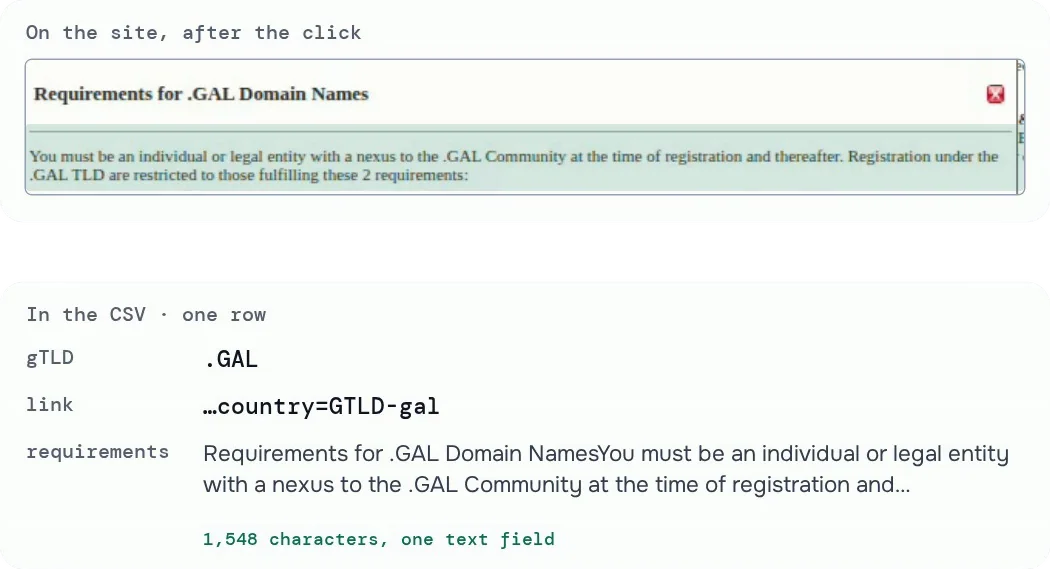 On the site, after the click
Requirements for .GAL Domain Names
You must be an individual or legal entity with a nexus to the .GAL Community at the time of registration and thereafter. Registration under the
.GAL TLD are restricted to those fulfilling these 2 requirements:
In the CSV · one row
gTLD
.GAL
link
…country=GTLD-gal
requirements
Requirements for .GAL Domain NamesYou must be an individual or legal entity
with a nexus to the .GAL Community at the time of registration and…
1,548 characters, one text field